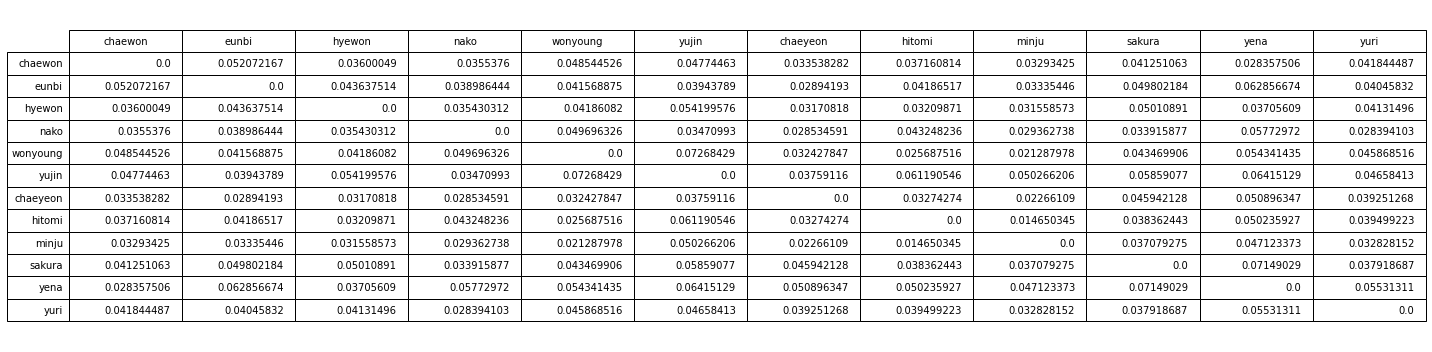 chaewon eunbi hyewon nako wonyoung yujin chaeyeon hitomi minju sakura yena yuri
chaewon 0.0 0.052072167 0.03600049 0.0355376 0.048544526 0.04774463 0.033538282 0.037160814 0.03293425 0.041251063 0.028357506 0.041844487
eunbi 0.052072167 0.0 0.043637514 0.038986444 0.041568875 0.03943789 0.02894193 0.04186517 0.03335446 0.049802184 0.062856674 0.04045832
hyewon 0.03600049 0.043637514 0.0 0.035430312 0.04186082 0.054199576 0.03170818 0.03209871 0.031558573 0.05010891 0.03705609 0.04131496
nako 0.0355376 0.038986444 0.035430312 0.0 0.049696326 0.03470993 0.028534591 0.043248236 0.029362738 0.033915877 0.05772972 0.028394103
wonyoung 0.048544526 0.041568875 0.04186082 0.049696326 0.0 0.07268429 0.032427847 0.025687516 0.021287978 0.043469906 0.054341435 0.045868516
yujin 0.04774463 0.03943789 0.054199576 0.03470993 0.07268429 0.0 0.03759116 0.061190546 0.050266206 0.05859077 0.06415129 0.04658413
chaeyeon 0.033538282 0.02894193 0.03170818 0.028534591 0.032427847 0.03759116 0.0 0.03274274 0.02266109 0.045942128 0.050896347 0.039251268
hitomi 0.037160814 0.04186517 0.03209871 0.043248236 0.025687516 0.061190546 0.03274274 0.0 0.014650345 0.038362443 0.050235927 0.039499223
minju 0.03293425 0.03335446 0.031558573 0.029362738 0.021287978 0.050266206 0.02266109 0.014650345 0.0 0.037079275 0.047123373 0.032828152
sakura 0.041251063 0.049802184 0.05010891 0.033915877 0.043469906 0.05859077 0.045942128 0.038362443 0.037079275 0.0 0.07149029 0.037918687
yena 0.028357506 0.062856674 0.03705609 0.05772972 0.054341435 0.06415129 0.050896347 0.050235927 0.047123373 0.07149029 0.0 0.05531311
yuri 0.041844487 0.04045832 0.04131496 0.028394103 0.045868516 0.04658413 0.039251268 0.039499223 0.032828152 0.037918687 0.05531311 0.0